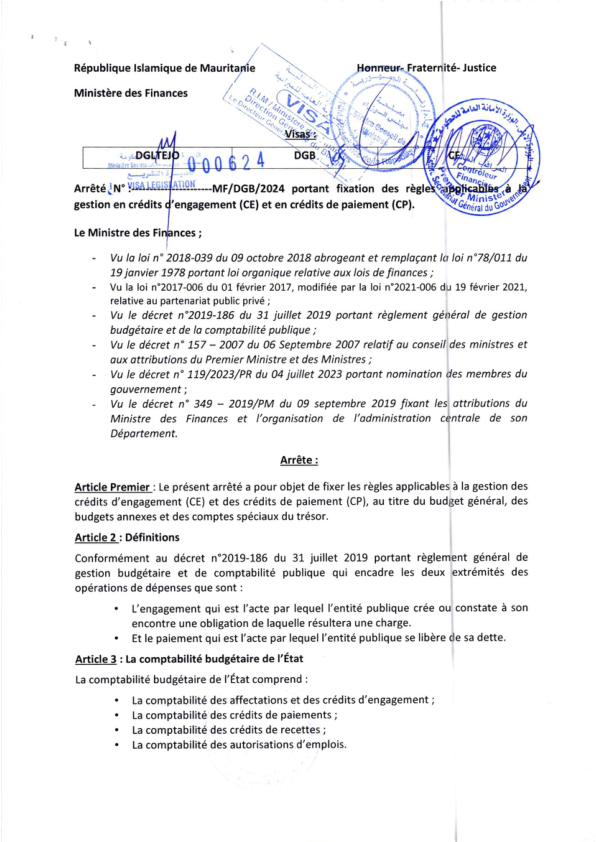 République Islamique de Mauritanie
Honneur- Fraternité- Justice
Ministère des Finances
Visas :
VISA
DGLTEJO
000624
DGB
CF
VISA LEGISLATION
Contrôleur
Financier
Arrêté N° :---------------MF/DGB/2024 portant fixation des règles applicables à la
gestion en crédits d'engagement (CE) et en crédits de paiement (CP).
Le Ministre des Finances ;
- Vu la loi n° 2018-039 du 09 octobre 2018 abrogeant et remplaçant la loi n°78/011 du
19 janvier 1978 portant loi organique relative aux lois de finances ;
- Vu la loi n°2017-006 du 01 février 2017, modifiée par la loi n°2021-006 du 19 février 2021,
relative au partenariat public privé ;
- Vu le décret n°2019-186 du 31 juillet 2019 portant règlement général de gestion
budgétaire et de la comptabilité publique ;
- Vu le décret n° 157 – 2007 du 06 Septembre 2007 relatif au conseil des ministres et
aux attributions du Premier Ministre et des Ministres ;
- Vu le décret n° 119/2023/PR du 04 juillet 2023 portant nomination des membres du
gouvernement ;
- Vu le décret n° 349 – 2019/PM du 09 septembre 2019 fixant les attributions du
Ministre des Finances et l'organisation de l'administration centrale de son
Département.
Arrête :
Article Premier : Le présent arrêté a pour objet de fixer les règles applicables à la gestion des
crédits d'engagement (CE) et des crédits de paiement (CP), au titre du budget général, des
budgets annexes et des comptes spéciaux du trésor.
Article 2 : Définitions
Conformément au décret n°2019-186 du 31 juillet 2019 portant règlement général de
gestion budgétaire et de comptabilité publique qui encadre les deux extrémités des
opérations de dépenses que sont :
• L'engagement qui est l'acte par lequel l'entité publique crée ou constate à son
encontre une obligation de laquelle résultera une charge.
• Et le paiement qui est l'acte par lequel l'entité publique se libère de sa dette.
Article 3 : La comptabilité budgétaire de l'État
La comptabilité budgétaire de l'État comprend :
• La comptabilité des affectations et des crédits d'engagement ;
• La comptabilité des crédits de paiements ;
• La comptabilité des crédits de recettes ;
• La comptabilité des autorisations d'emplois.